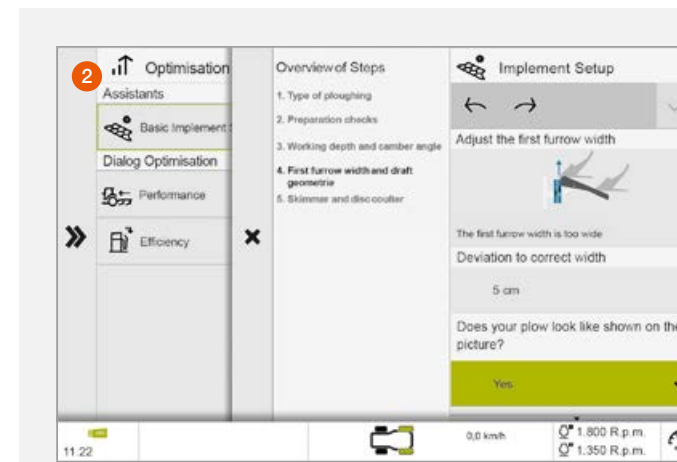 2
Optimisation
Assistants
Basic Implement
Dialog Optimisation
Performance
Efficiency
Overview of Steps
1. Type of ploughing
2. Preparation checks
3. Working depth and camber angle
4. First furrow width and draft
geometrie
5. Skimmer and disc coulter
Implement Setup
Adjust the first furrow width
The first furrow width is too wide
Deviation to correct width
5 cm
Does your plow look like shown on the
picture?
Yes
11:22
0,0 km/h
1.800 R.p.m.
1.350 R.p.m.